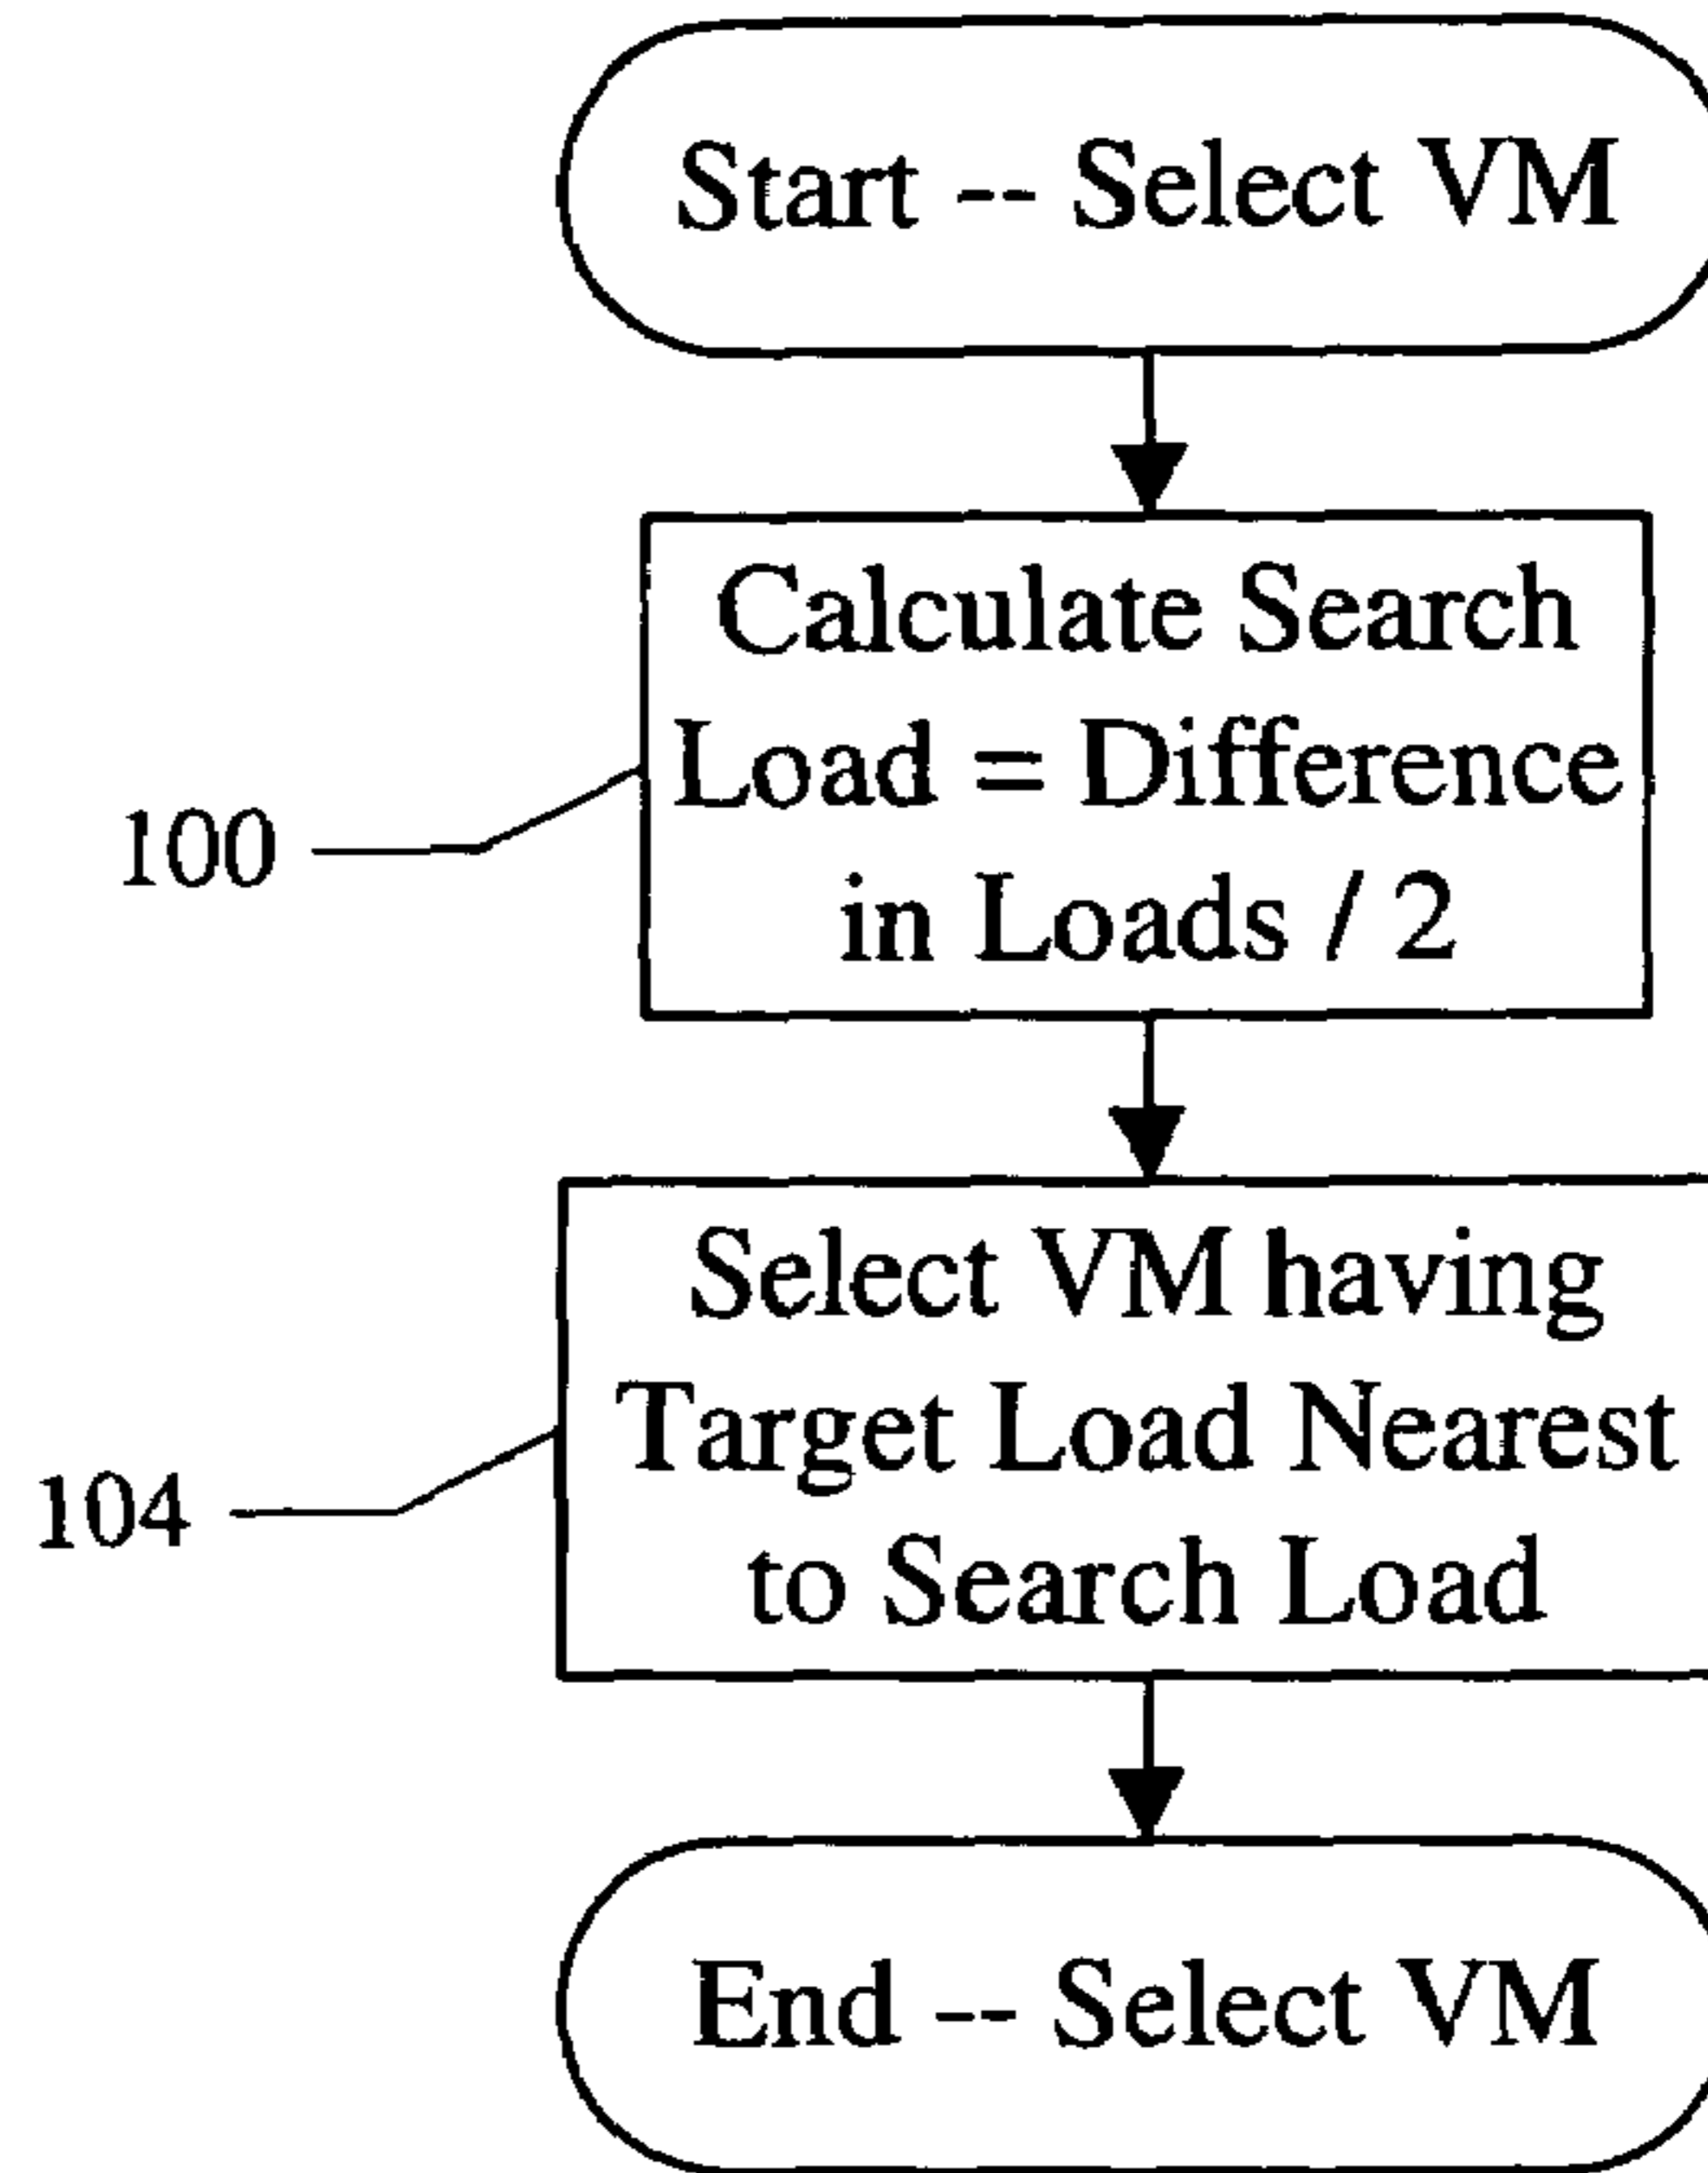 Start -- Select VM
Calculate Search
Load = Difference
in Loads / 2
100
Select VM having
Target Load Nearest
to Search Load
104
End -- Select VM